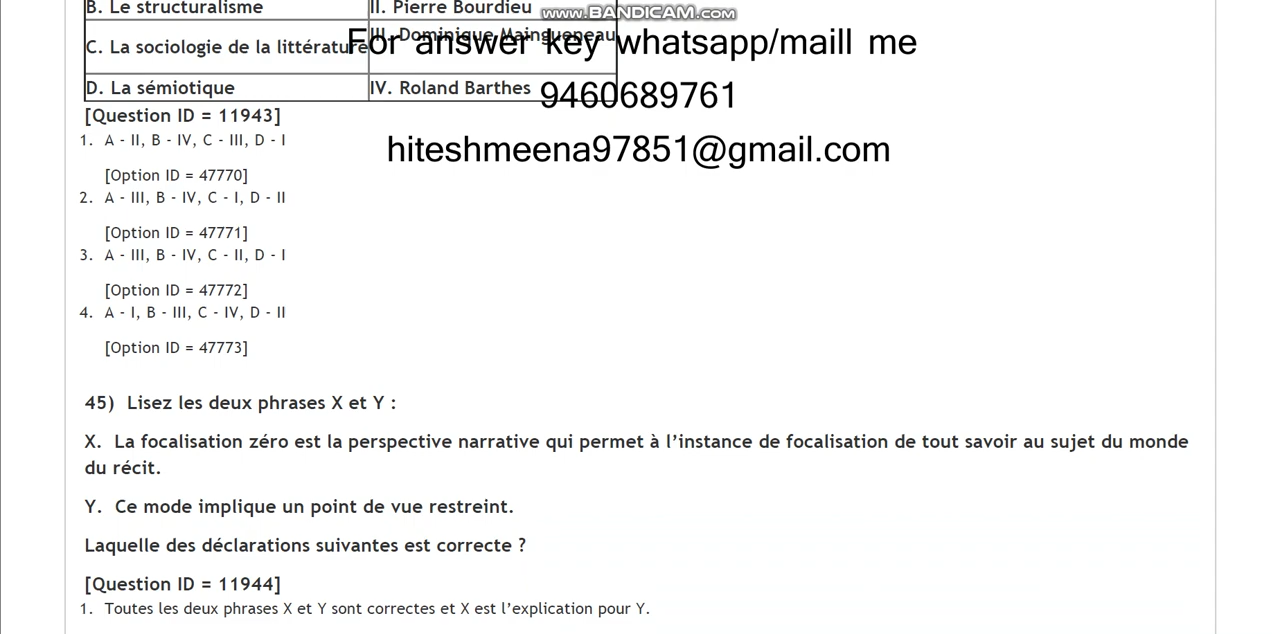 B. Le structuralisme II. Pierre Bourdieu
www.BANDICAM.com
C. La sociologie de la littérature III. Dominique Maingueneau
For answer key whatsapp/maill me
D. La sémiotique IV. Roland Barthes
9460689761
[Question ID = 11943]
1. A - II, B - IV, C - III, D - I
hiteshmeena97851@gmail.com
[Option ID = 47770]
2. A - III, B - IV, C - I, D - II
[Option ID = 47771]
3. A - III, B - IV, C - II, D - I
[Option ID = 47772]
4. A - I, B - III, C - IV, D - II
[Option ID = 47773]
45) Lisez les deux phrases X et Y :
X. La focalisation zéro est la perspective narrative qui permet à l’instance de focalisation de tout savoir au sujet du monde
du récit.
Y. Ce mode implique un point de vue restreint.
Laquelle des déclarations suivantes est correcte ?
[Question ID = 11944]
1. Toutes les deux phrases X et Y sont correctes et X est l’explication pour Y.